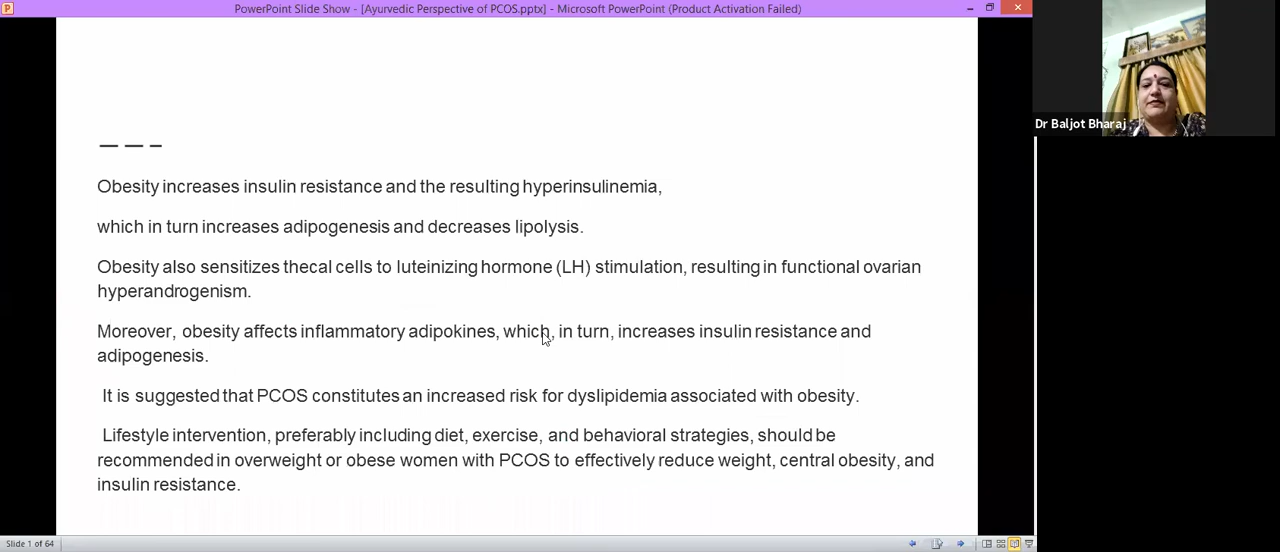 PowerPoint Slide Show - [Ayurvedic Perspective of PCOS.pptx] - Microsoft PowerPoint (Product Activation Failed)
Dr Baljot Bharaj
Obesity increases insulin resistance and the resulting hyperinsulinemia,
which in turn increases adipogenesis and decreases lipolysis.
Obesity also sensitizes thecal cells to luteinizing hormone (LH) stimulation, resulting in functional ovarian
hyperandrogenism.
Moreover, obesity affects inflammatory adipokines, which, in turn, increases insulin resistance and
adipogenesis.
It is suggested that PCOS constitutes an increased risk for dyslipidemia associated with obesity.
Lifestyle intervention, preferably including diet, exercise, and behavioral strategies, should be
recommended in overweight or obese women with PCOS to effectively reduce weight, central obesity, and
insulin resistance.
Slide 1 of 64